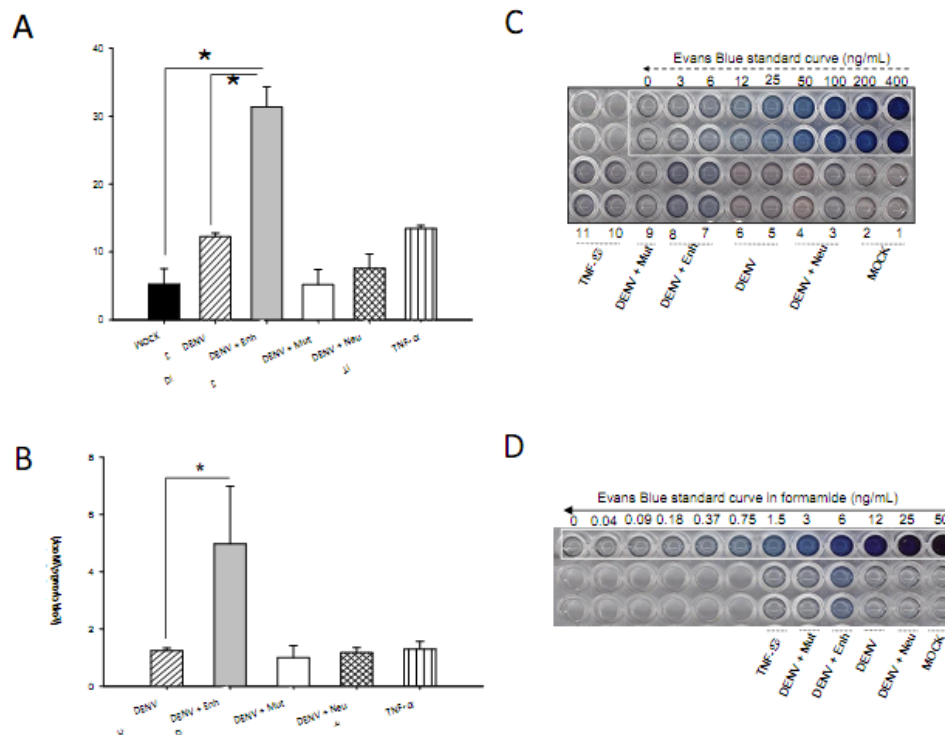 A
40
30
20
10
0
*
*
DENV
DENV + Enh
DENV + Mut
DENV + Neu
TNF-α
B
8
6
4
2
0
*
DENV
DENV + Enh
DENV + Mut
DENV + Neu
TNF-α
C
Evans Blue standard curve (ng/mL)
0 3 6 12 25 50 100 200 400
11 10 9 8 7 6 5 4 3 2 1
TNF-
DENV + Mut
DENV + Enh
DENV
DENV + Neu
MOCK
D
Evans Blue standard curve in formamide (ng/mL)
0 0.04 0.09 0.18 0.37 0.75 1.5 3 6 12 25 50
TNF-
DENV + Mut
DENV + Enh
DENV
DENV + Neu
MOCK